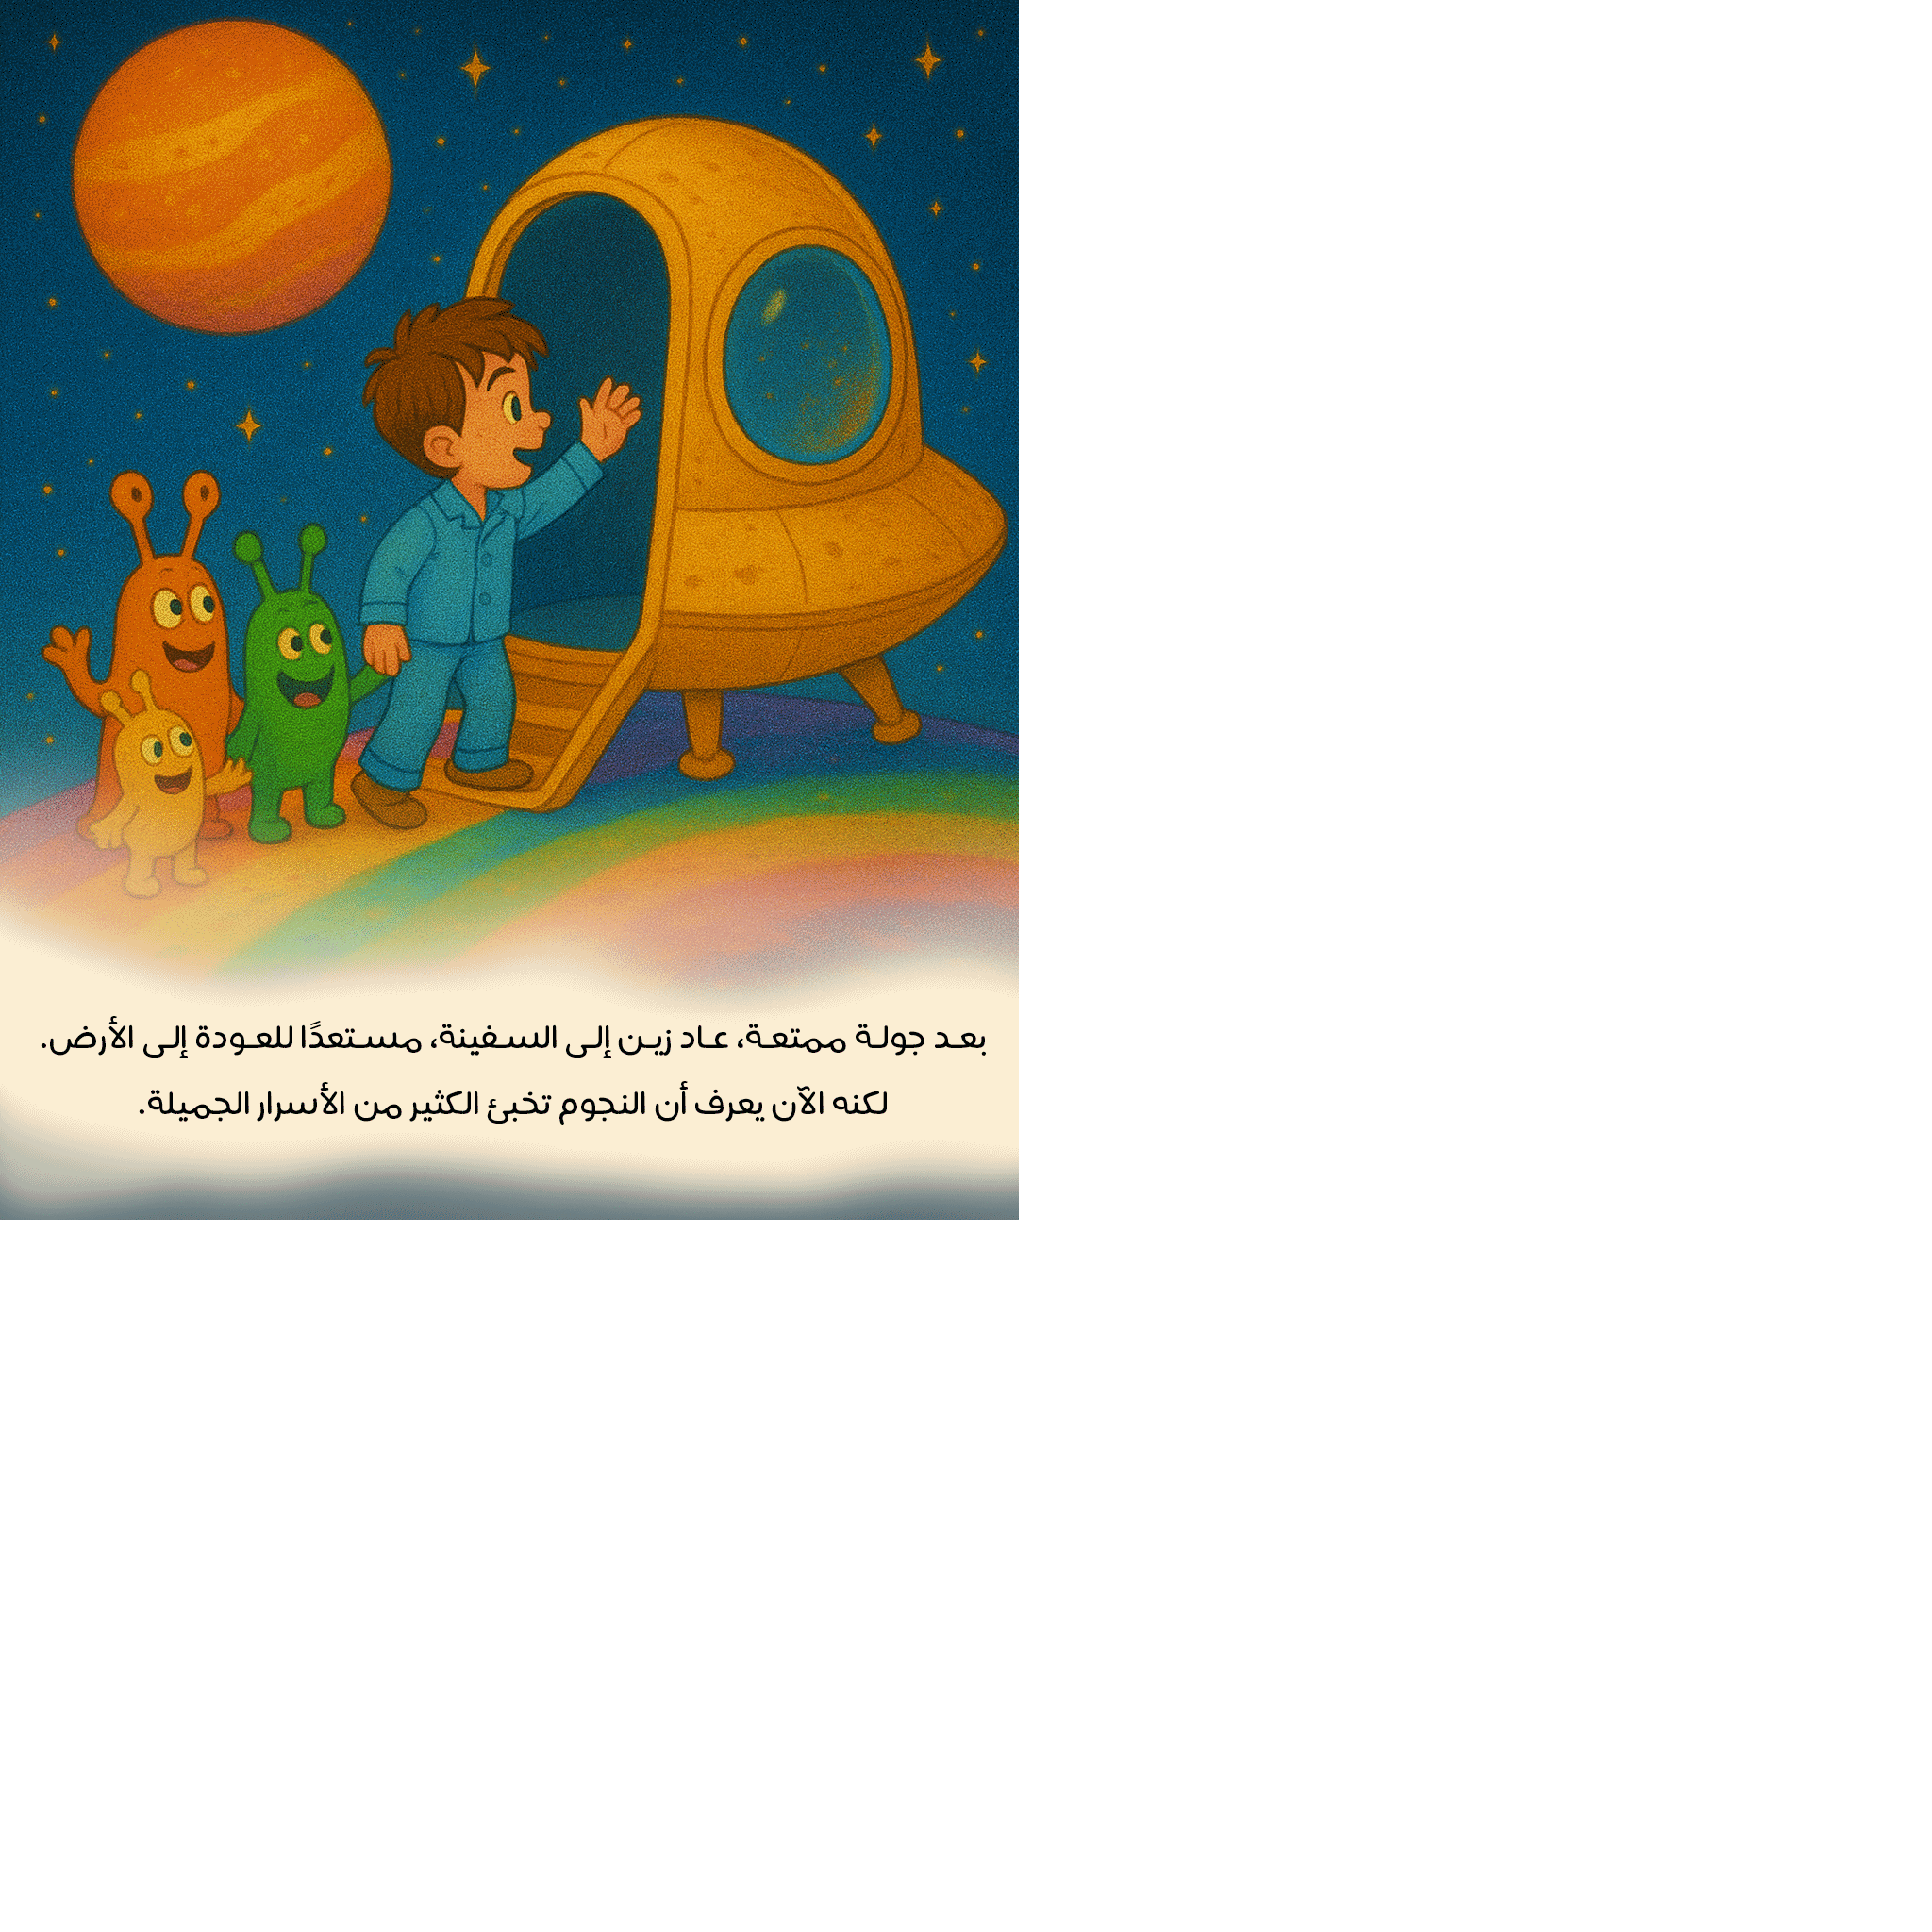 بعد جولة ممتعة، عاد زين إلى السفينة، مستعدًا للعودة إلى الأرض.
لكنه الآن يعرف أن النجوم تخبئ الكثير من الأسرار الجميلة.